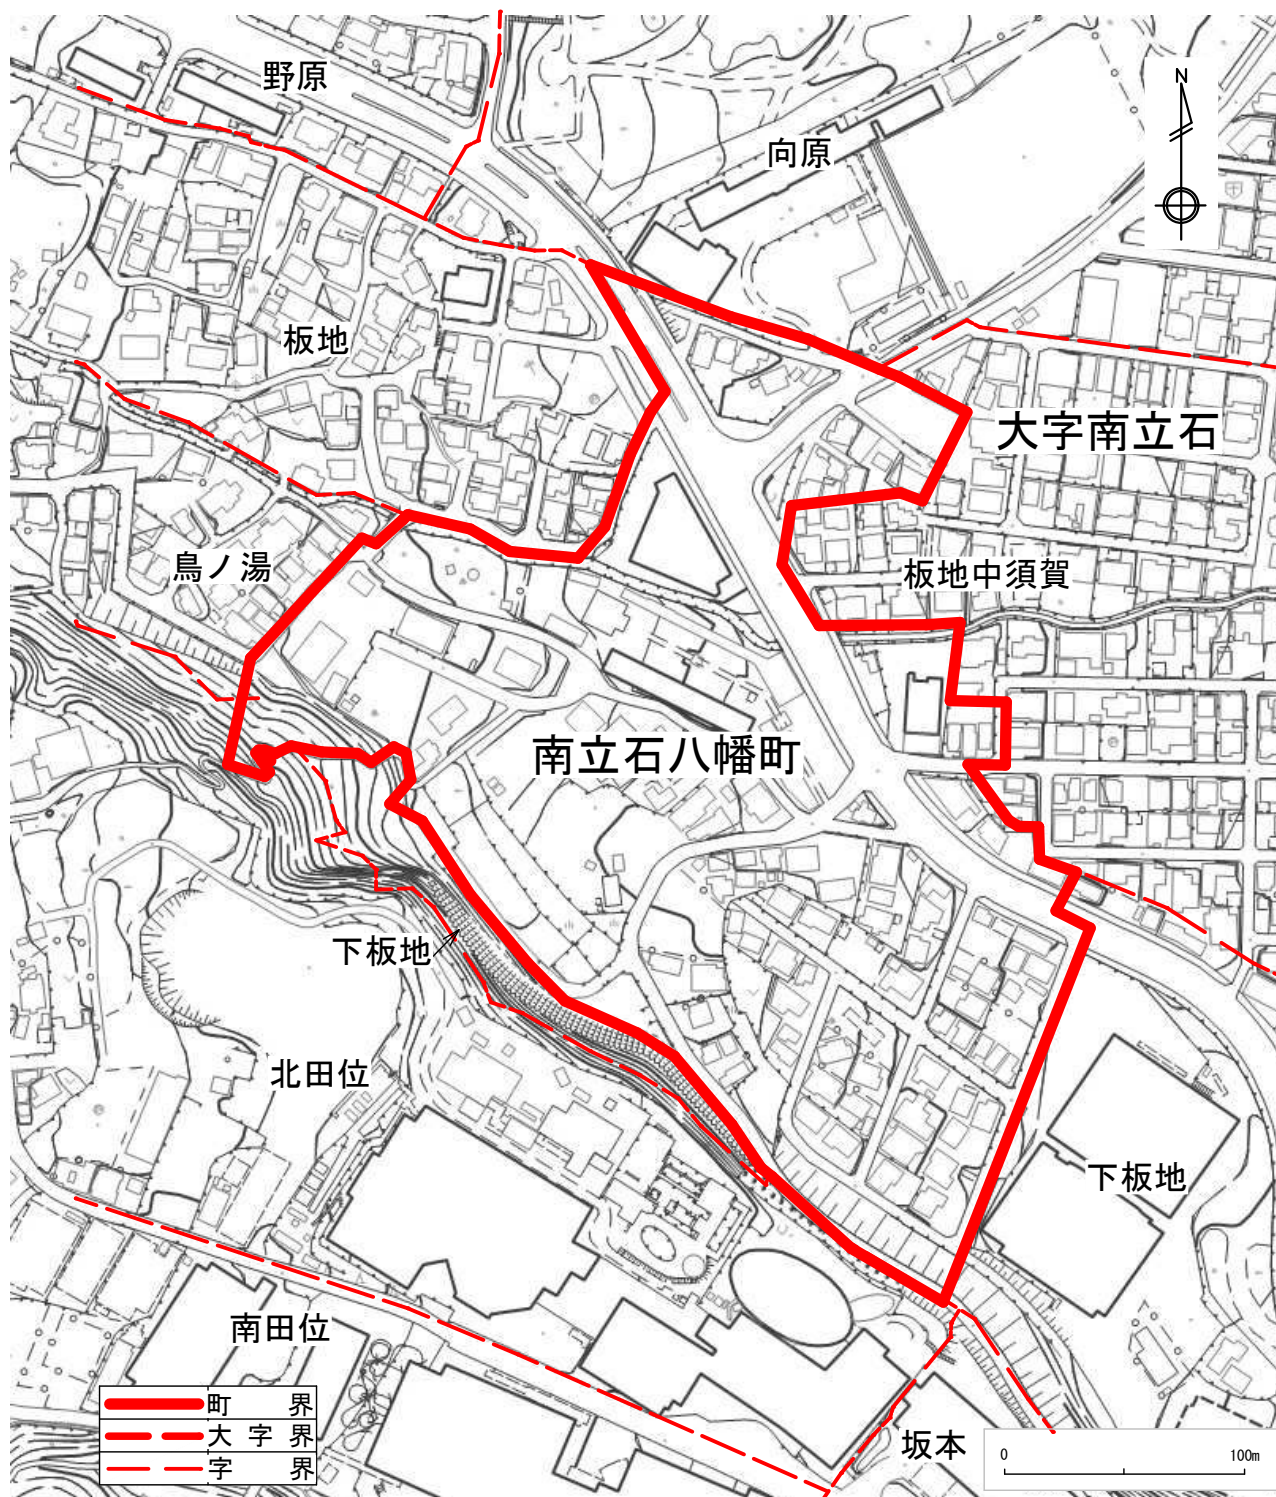 野原
N
向原
板地
大字南立石
鳥ノ湯
板地中須賀
南立石八幡町
下板地
北田位
下板地
南田位
町 界
大 字 界
字 界
坂本
0 100m